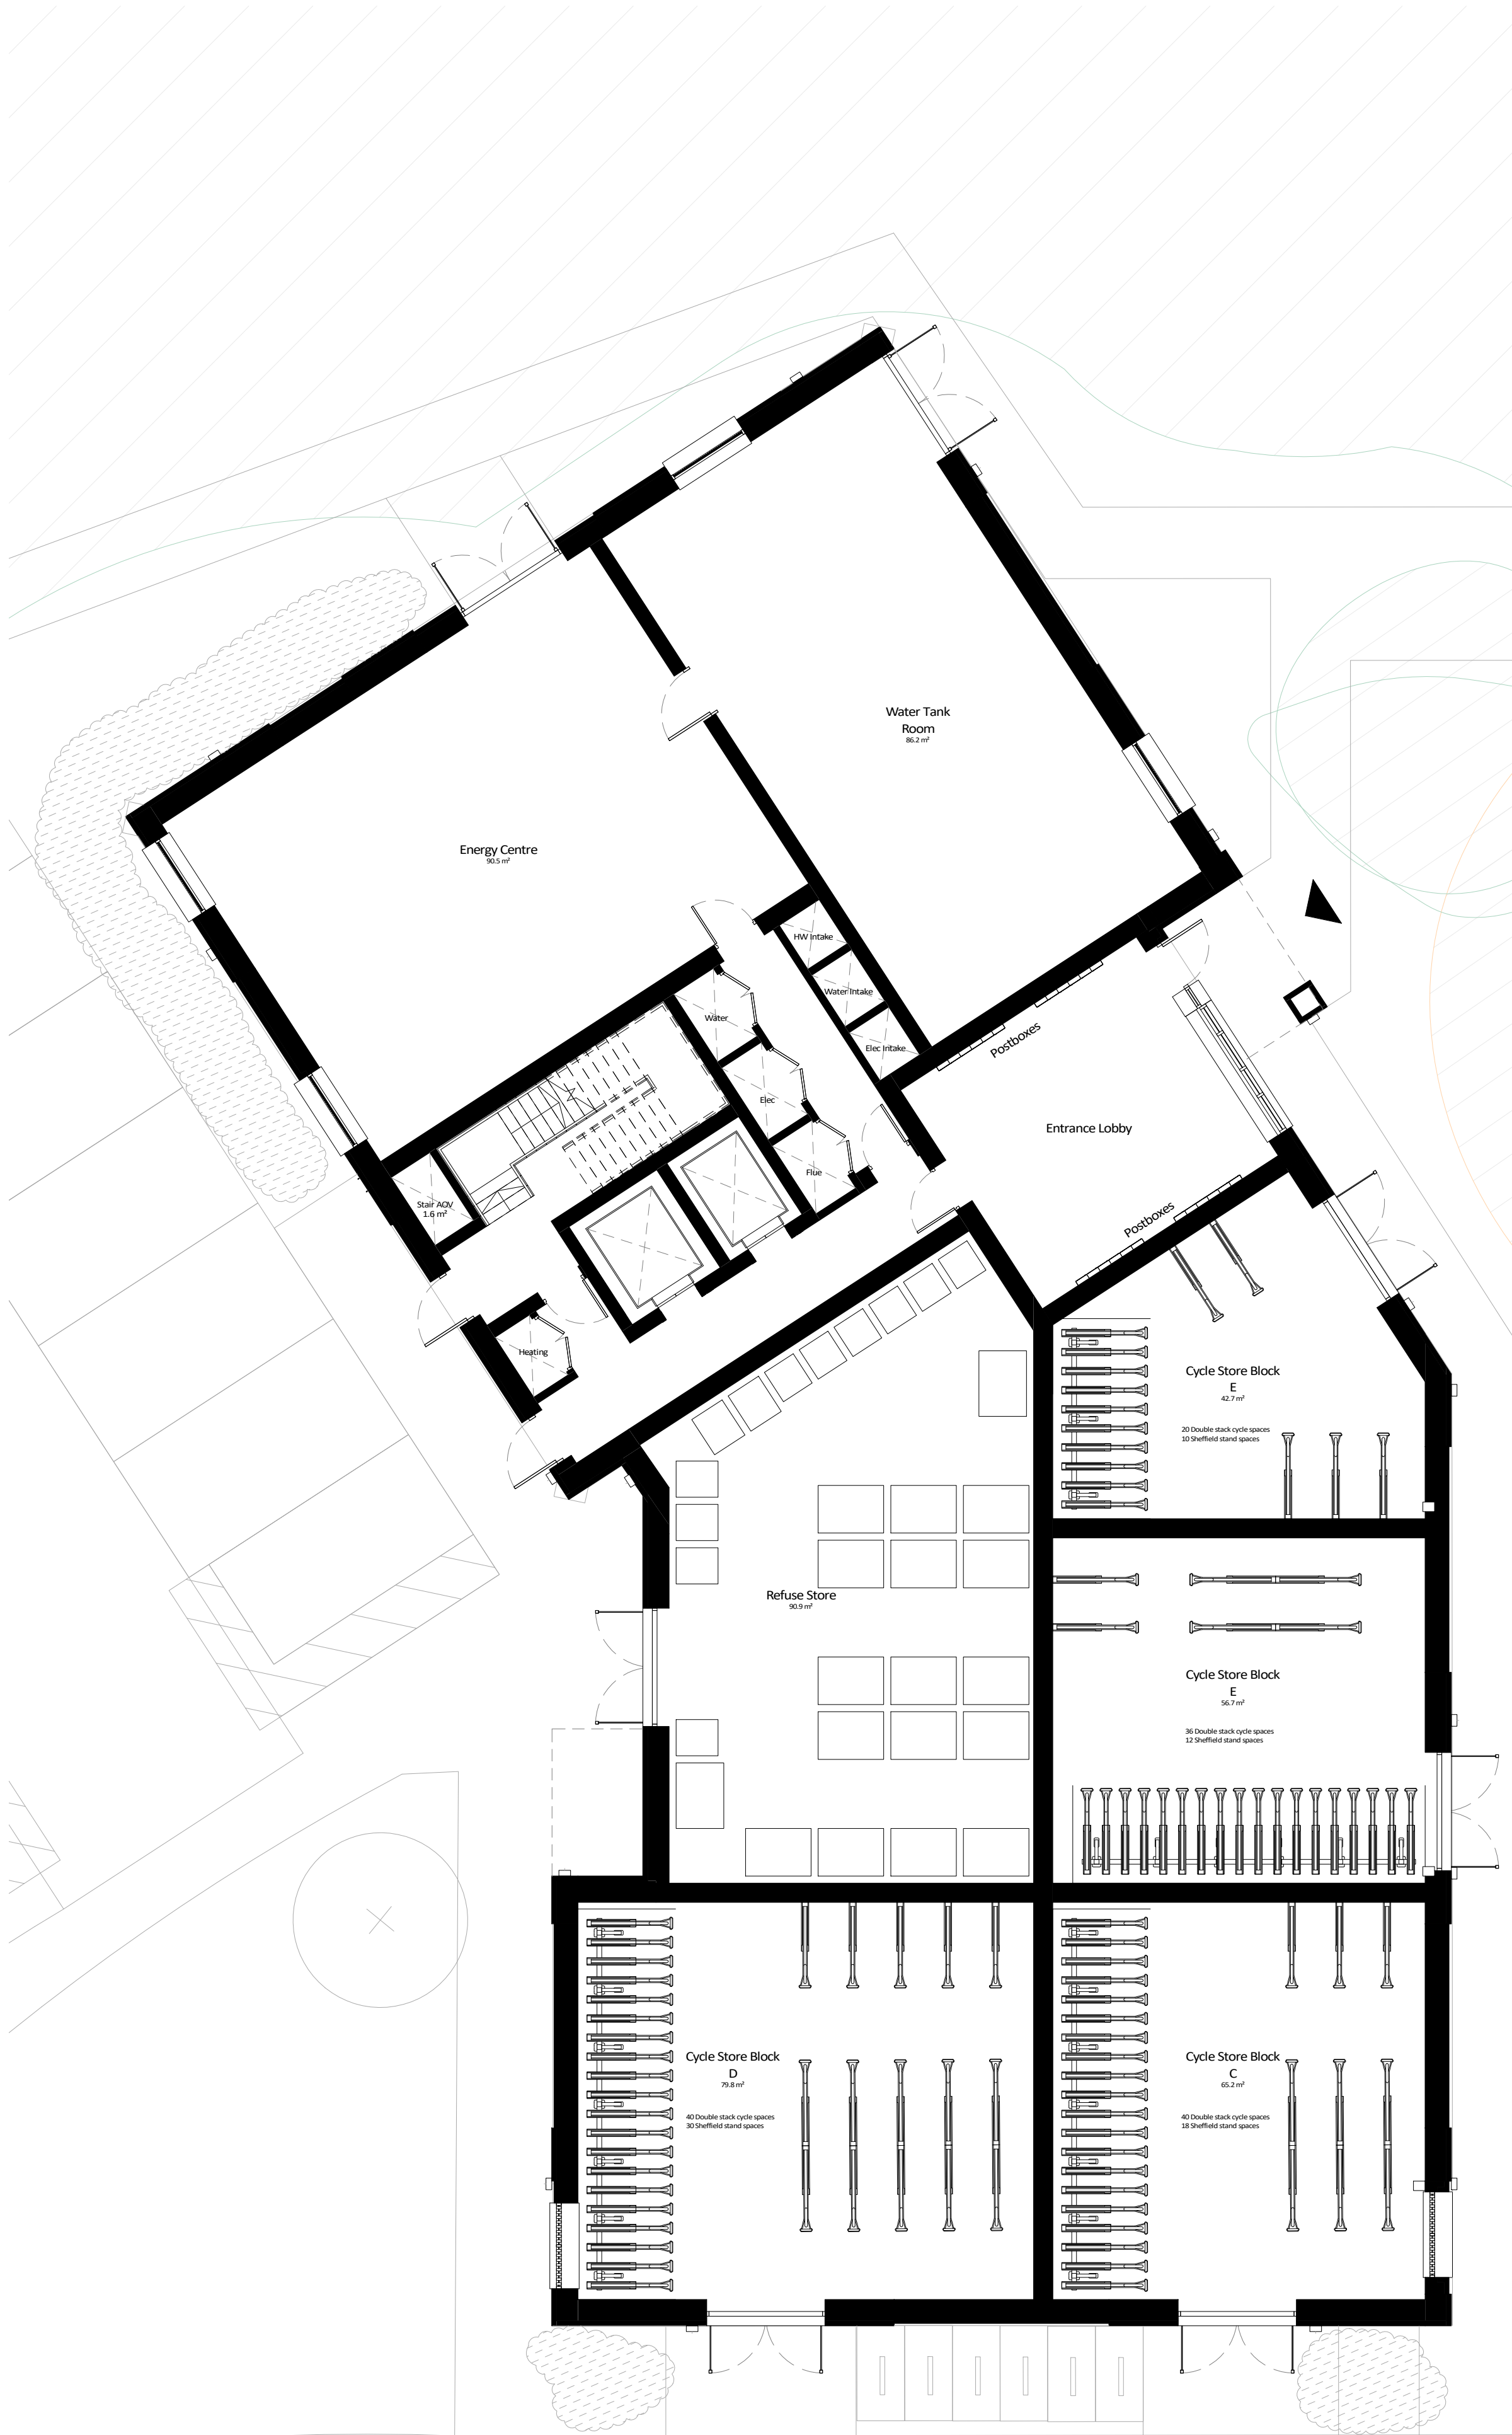 Water Tank
Room
86.2 m²
Energy Centre
90.5 m²
HW Intake
Water Intake
Elec Intake
Water
Elec
Flue
Postboxes
Entrance Lobby
Postboxes
Stair AOV
1.6 m²
Heating
Cycle Store Block
E
42.7 m²
20 Double stack cycle spaces
10 Sheffield stand spaces
Refuse Store
90.9 m²
Cycle Store Block
E
56.7 m²
36 Double stack cycle spaces
12 Sheffield stand spaces
Cycle Store Block
D
79.8 m²
40 Double stack cycle spaces
30 Sheffield stand spaces
Cycle Store Block
C
65.2 m²
40 Double stack cycle spaces
18 Sheffield stand spaces